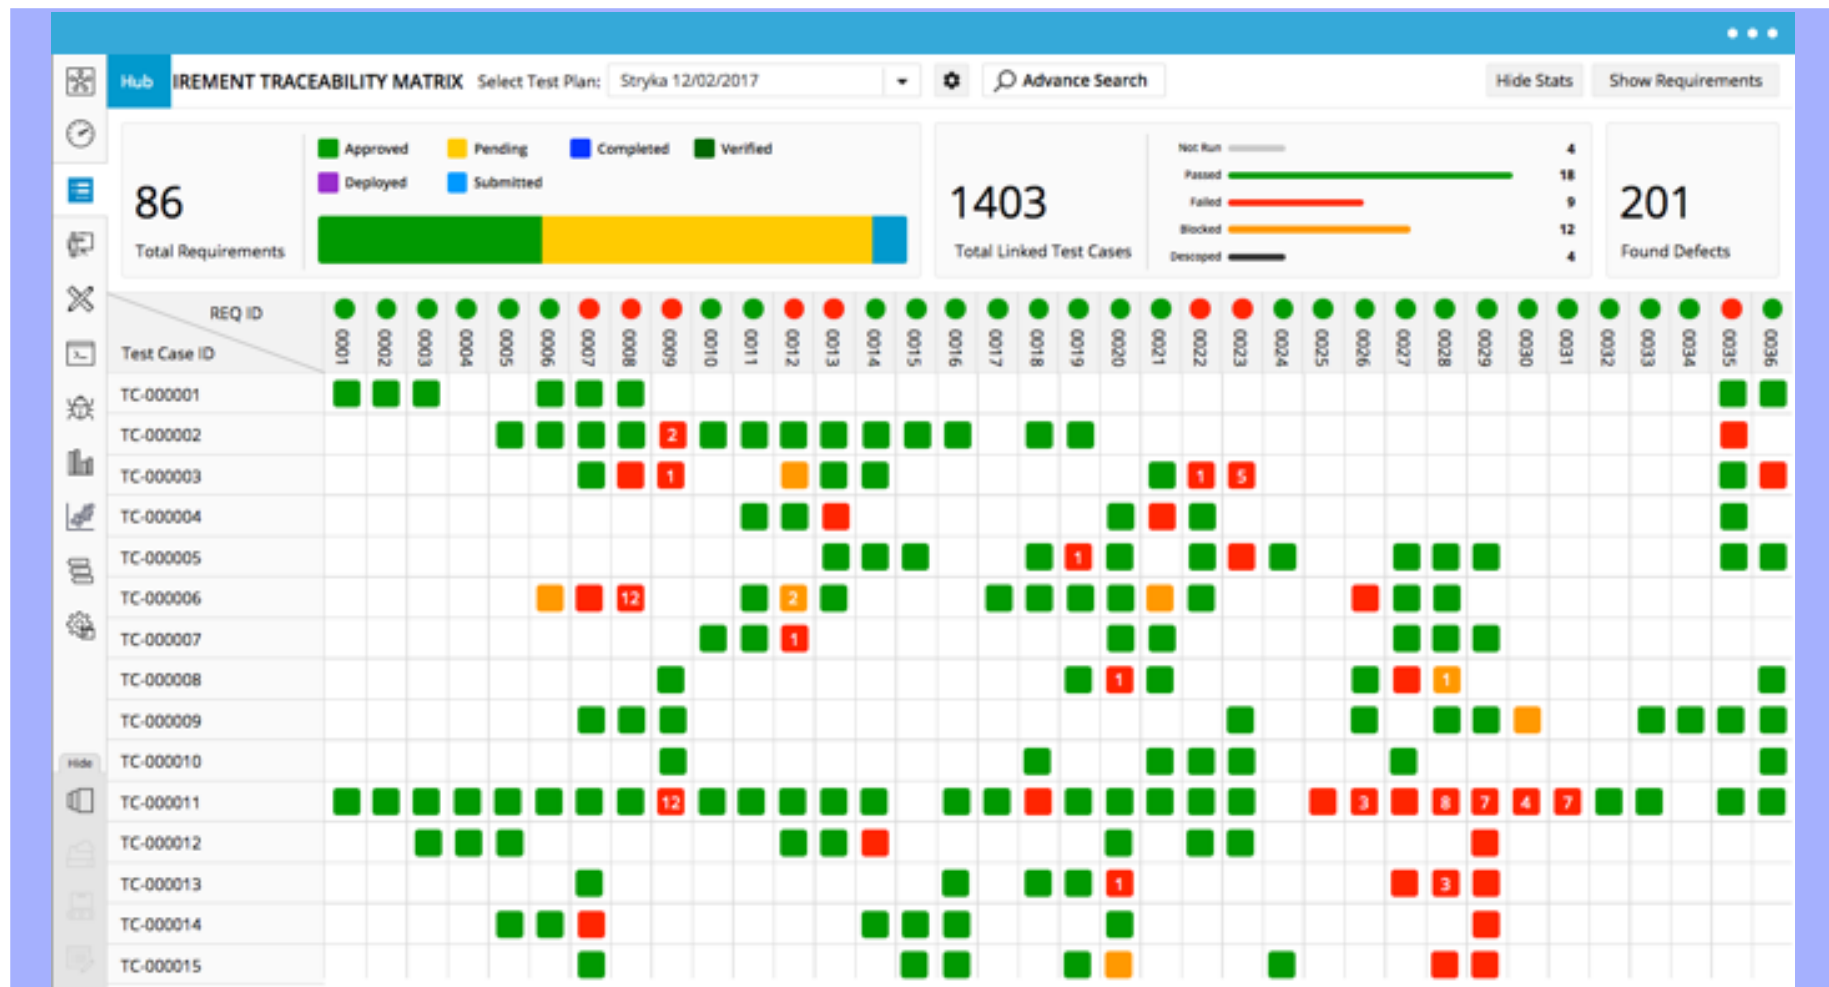 Hub IREMENT TRACEABILITY MATRIX Select Test Plan: Stryka 12/02/2017 Advance Search Hide Stats Show Requirements
86
Total Requirements
Approved Pending Completed Verified
Deployed Submitted
1403
Total Linked Test Cases
Not Run 4
Passed 18
Failed 9
Blocked 12
Descoped 4
201
Found Defects
REQ ID
Test Case ID
0001 0002 0003 0004 0005 0006 0007 0008 0009 0010 0011 0012 0013 0014 0015 0016 0017 0018 0019 0020 0021 0022 0023 0024 0025 0026 0027 0028 0029 0030 0031 0032 0033 0034 0035 0036
TC-000001
TC-000002 2
TC-000003 1 1 5
TC-000004
TC-000005 1
TC-000006 12 2
TC-000007 1
TC-000008 1 1
TC-000009
Hide
TC-000010
TC-000011 12 3 8 7 4 7
TC-000012
TC-000013 1 3
TC-000014
TC-000015